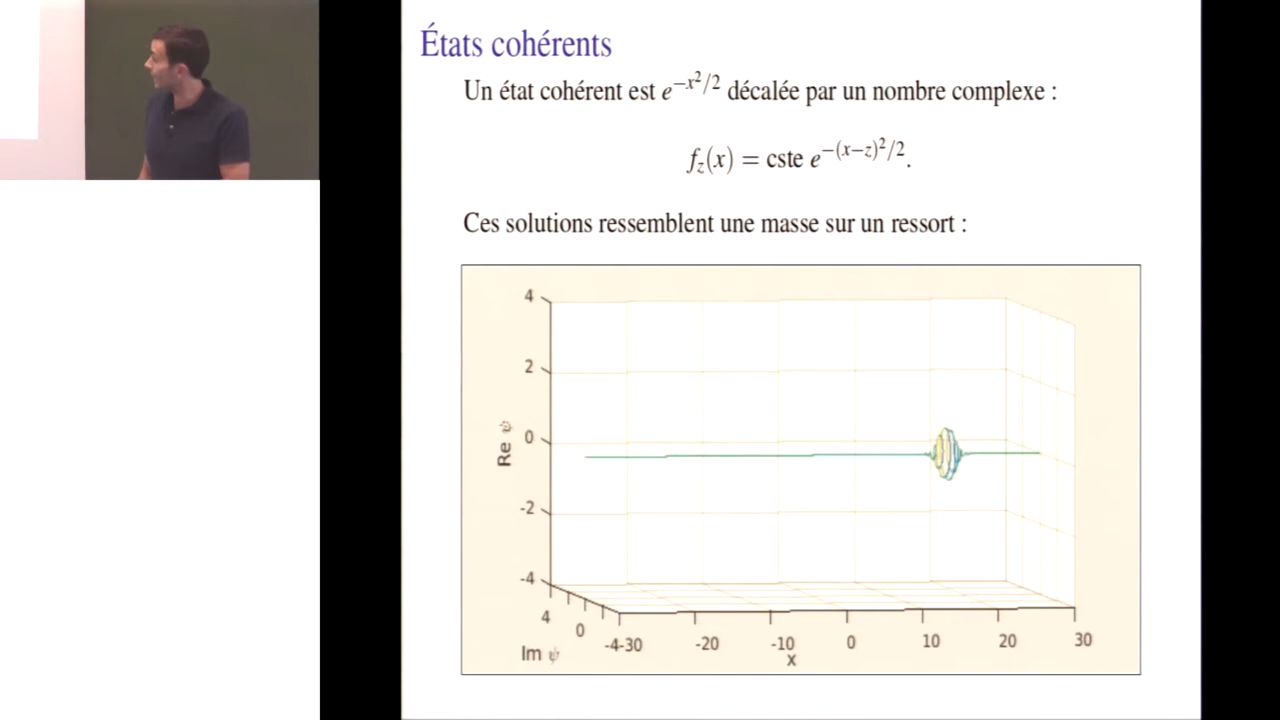 États cohérents
Un état cohérent est e^{-x^2/2} décalée par un nombre complexe :
f_z(x) = cste e^{-(x-z)^2/2}.
Ces solutions ressemblent une masse sur un ressort :
4
2
0
-2
-4
Re ψ
4
0
-4
Im ψ
-30
-20
-10
0
10
20
30
x